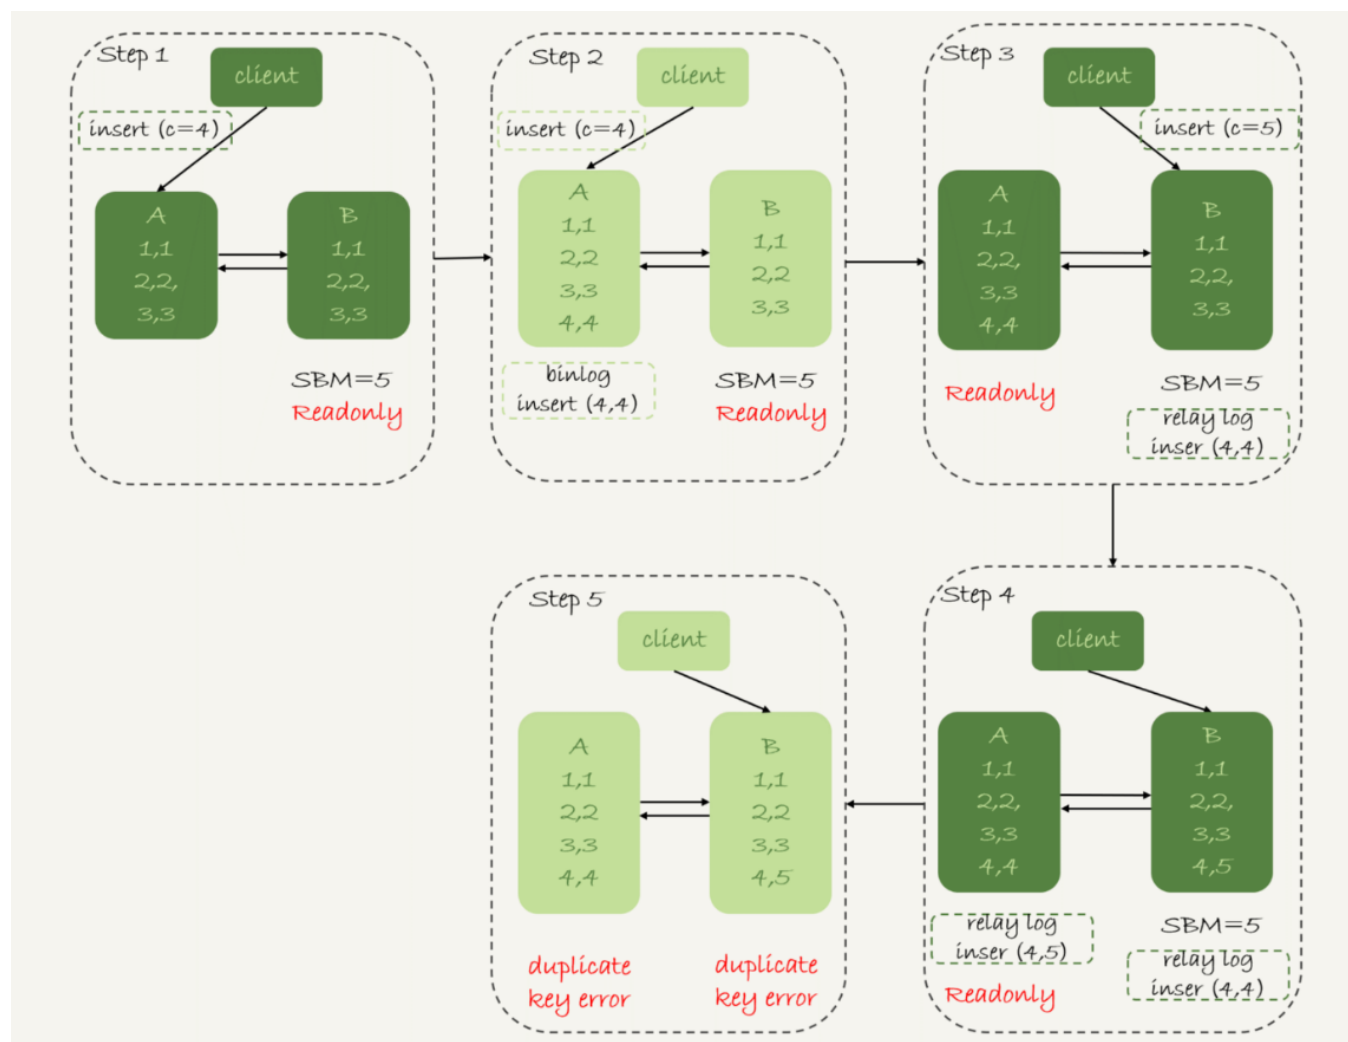 Step 1
client
insert (c=4)
A
1,1
2,2,
3,3
B
1,1
2,2,
3,3
SBM=5
Readonly
Step 2
client
insert (c=4)
A
1,1
2,2
3,3
4,4
B
1,1
2,2
3,3
binlog
insert (4,4)
SBM=5
Readonly
Step 3
client
insert (c=5)
A
1,1
2,2,
3,3
4,4
B
1,1
2,2,
3,3
Readonly
SBM=5
relay log
inser (4,4)
Step 4
client
A
1,1
2,2,
3,3
4,4
B
1,1
2,2,
3,3
4,5
relay log
inser (4,5)
Readonly
SBM=5
relay log
inser (4,4)
Step 5
client
A
1,1
2,2
3,3
4,4
B
1,1
2,2
3,3
4,5
duplicate
key error
duplicate
key error